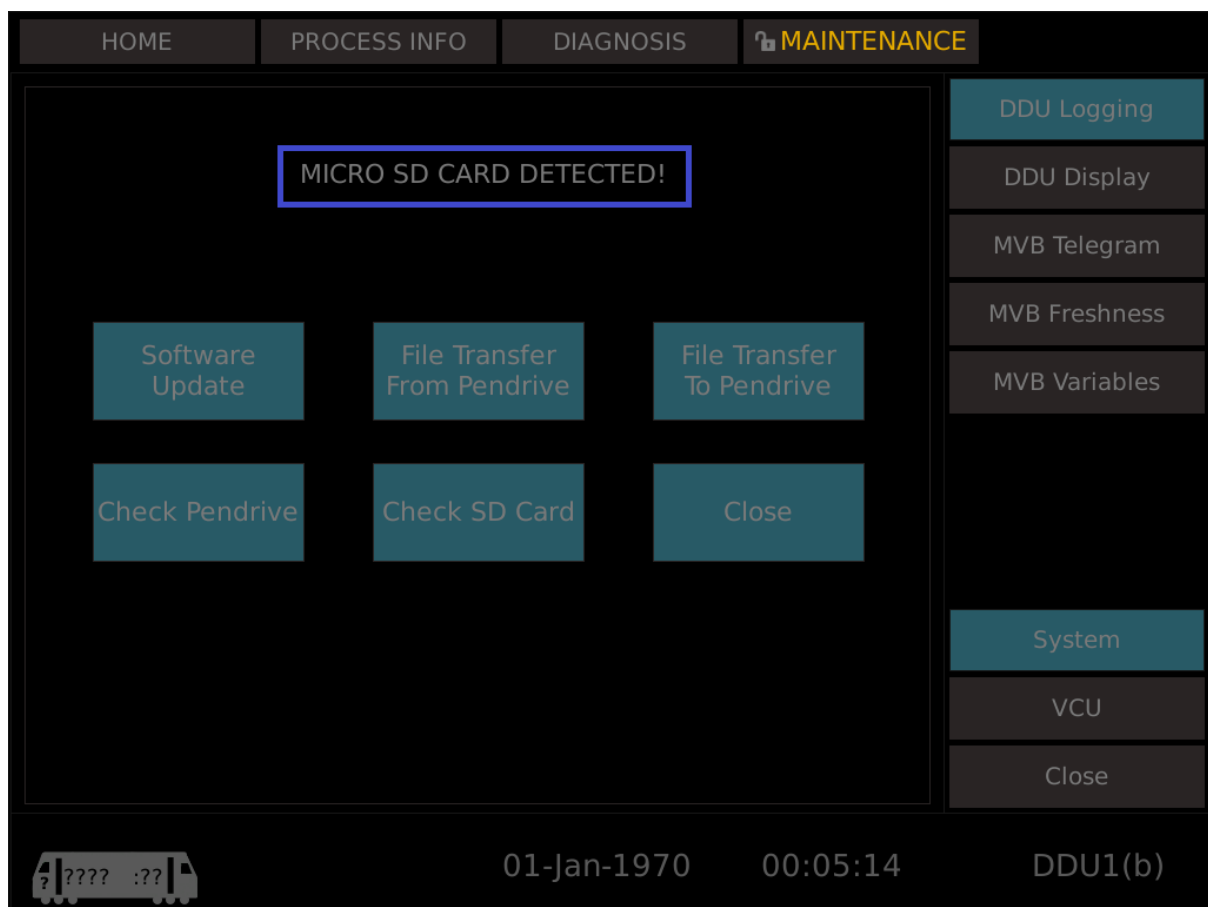 HOME
PROCESS INFO
DIAGNOSIS
MAINTENANCE
MICRO SD CARD DETECTED!
Software
Update
File Transfer
From Pendrive
File Transfer
To Pendrive
Check Pendrive
Check SD Card
Close
DDU Logging
DDU Display
MVB Telegram
MVB Freshness
MVB Variables
System
VCU
Close
? ???? :??
01-Jan-1970
00:05:14
DDU1(b)